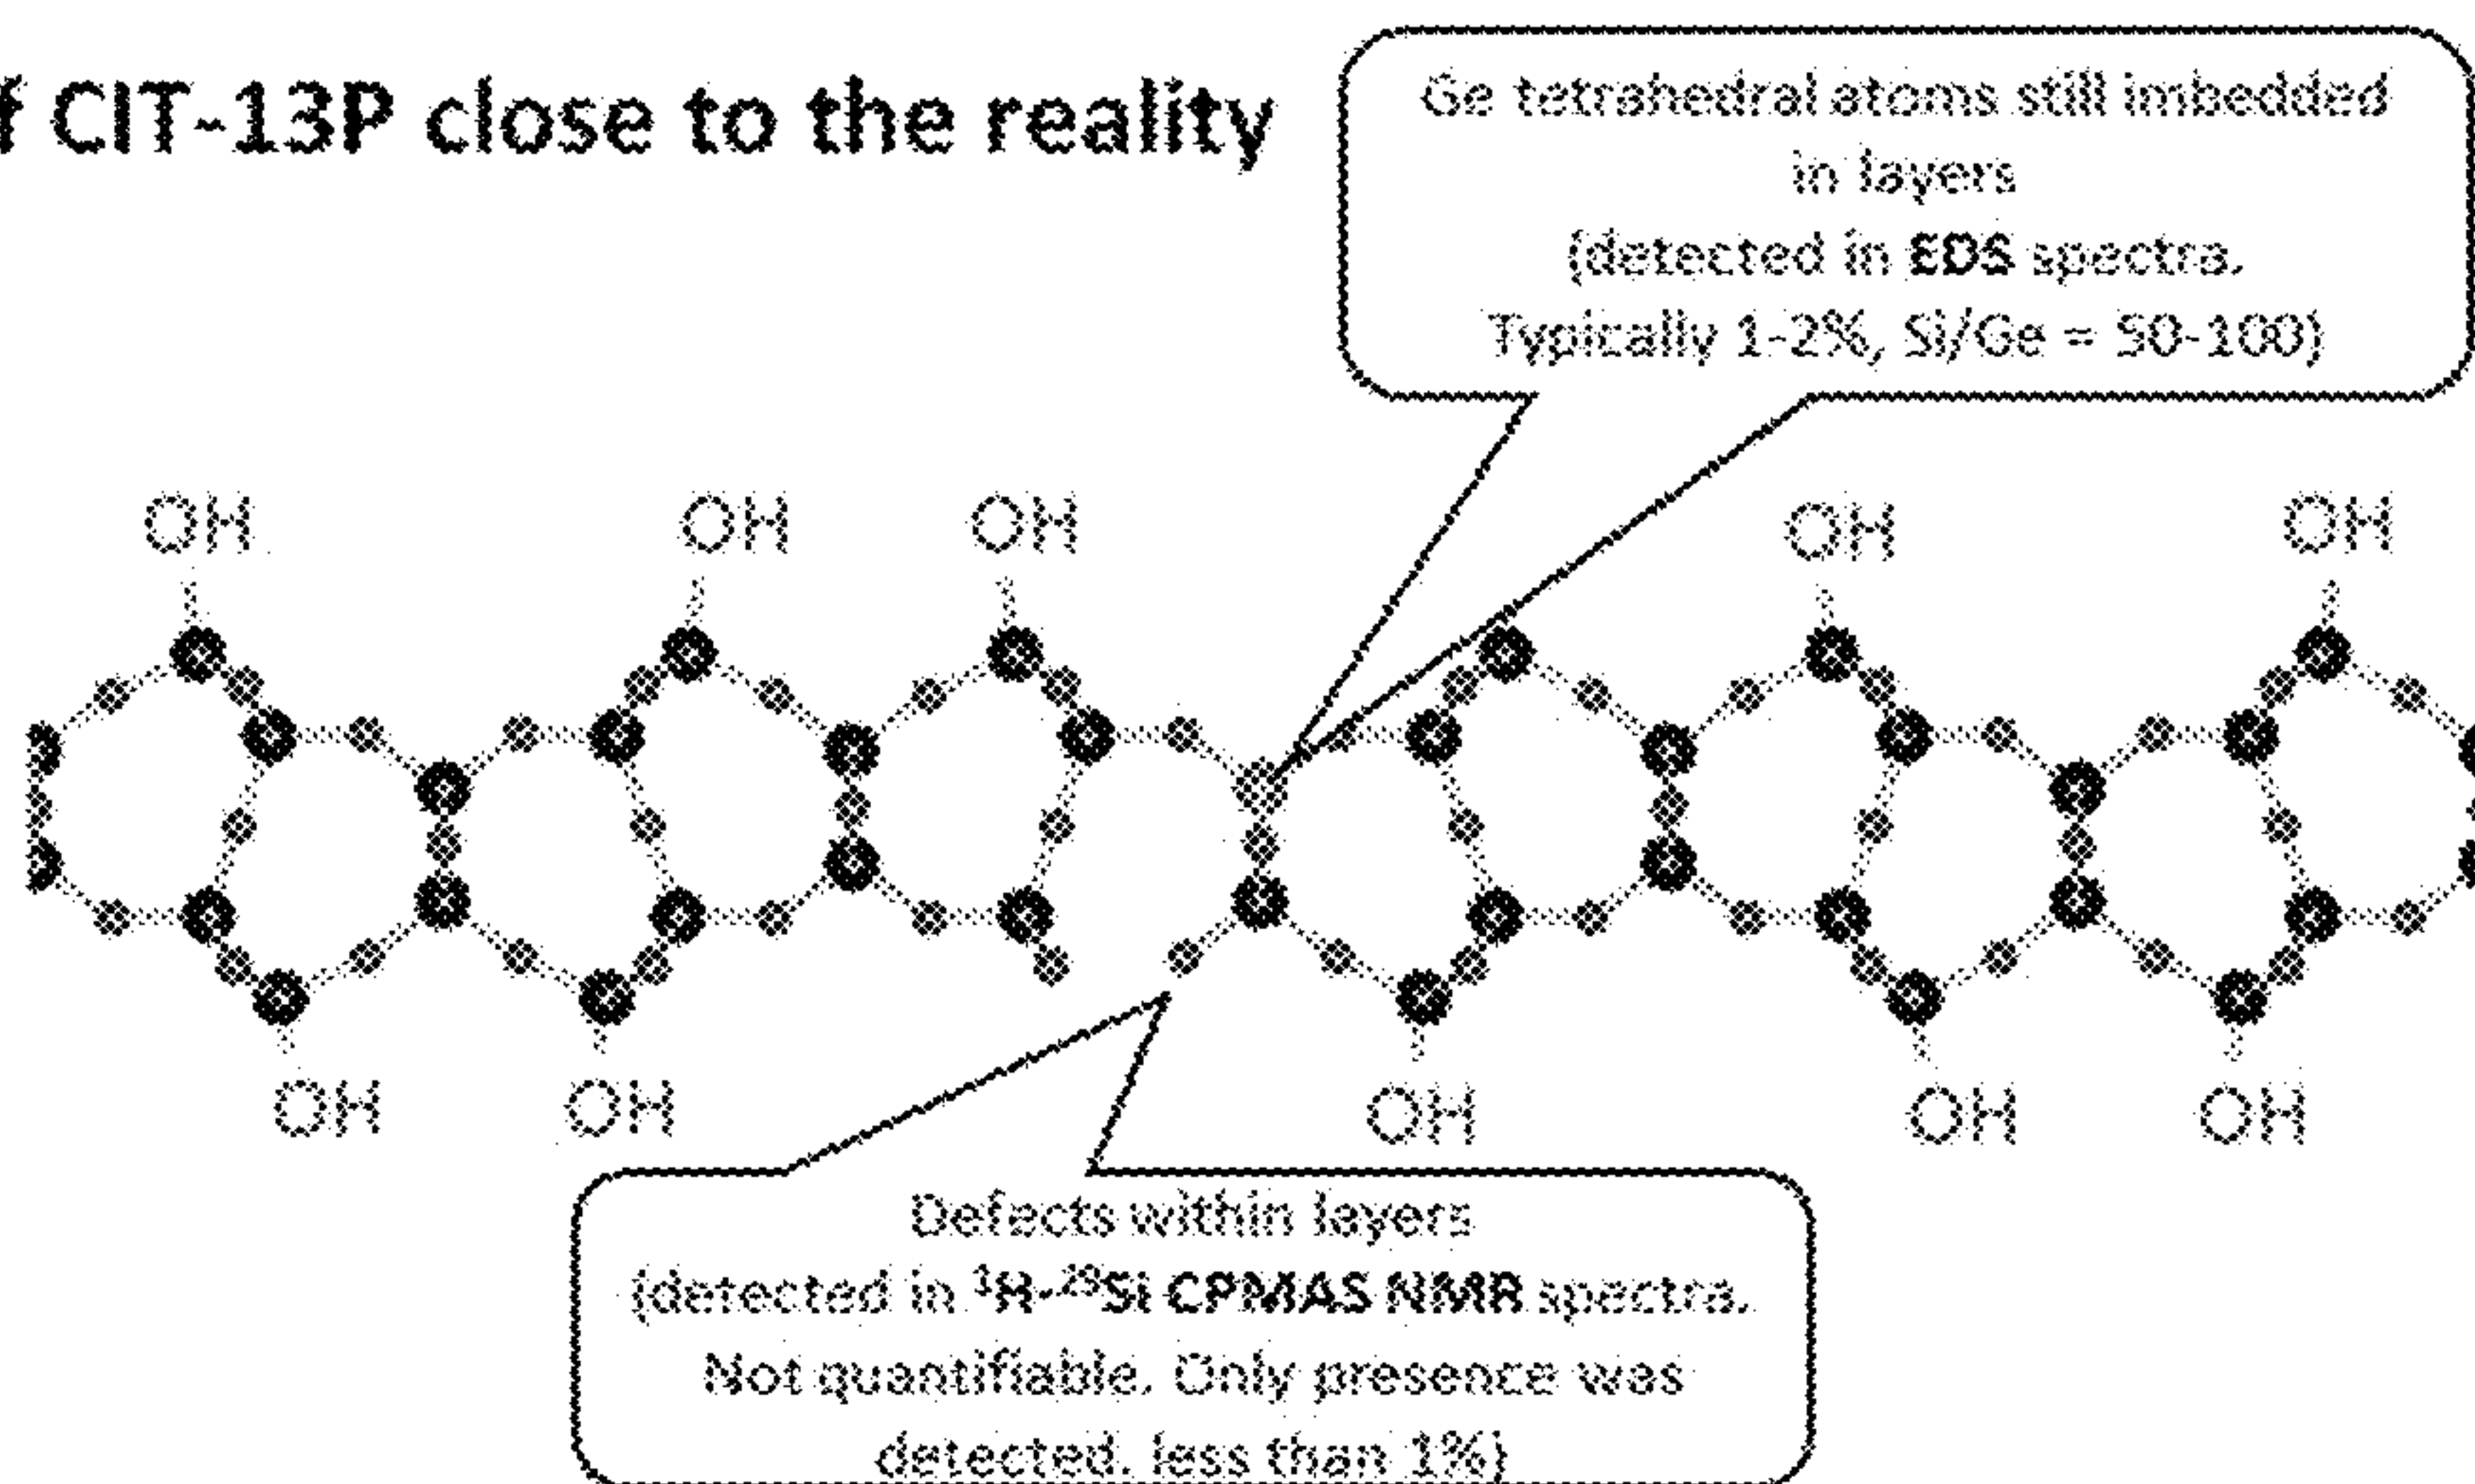 f CIT-13P close to the reality
Ge tetrahedral atoms still imbedded
in layers
(detected in EDS spectra.
Typically 1-2%, Si/Ge = 50-100)
OH OH OH OH OH
OH OH OH OH OH
Defects within layers
(detected in ¹H-²⁹Si CPMAS NMR spectra.
Not quantifiable. Only presence was
detected. less than 1%)